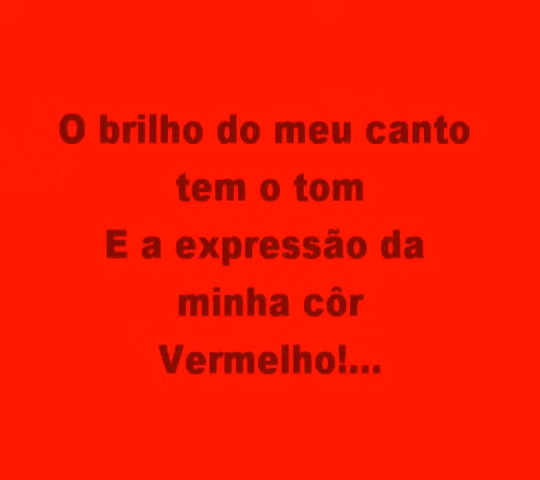 O brilho do meu canto
tem o tom
E a expressão da
minha côr
Vermelho!...